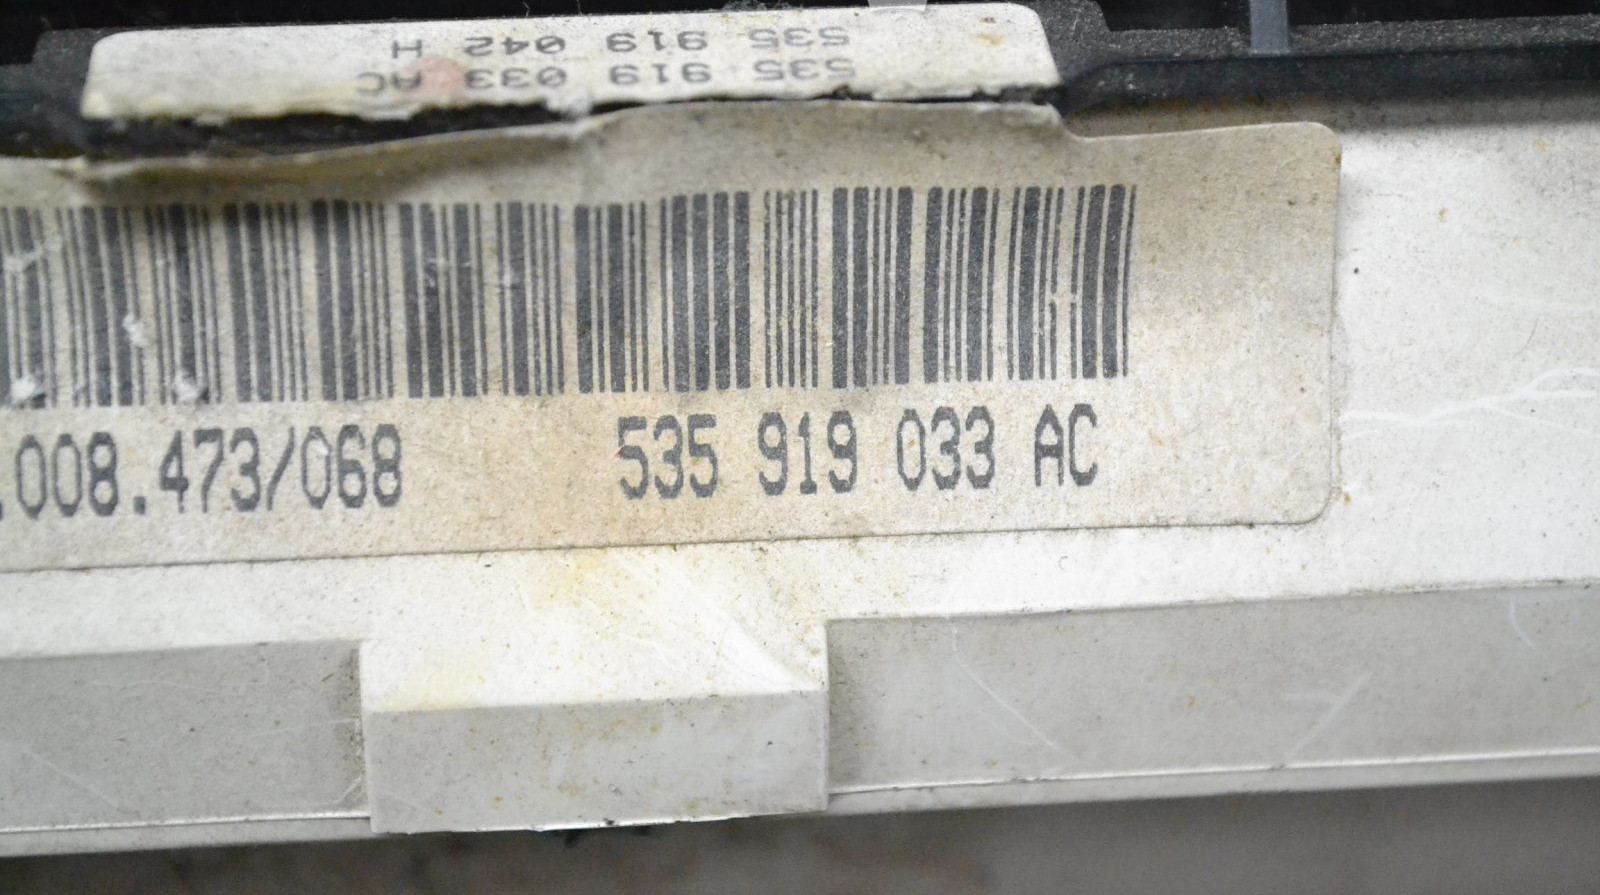 535 919 042 H
535 919 033 AC
.008.473/068 535 919 033 AC